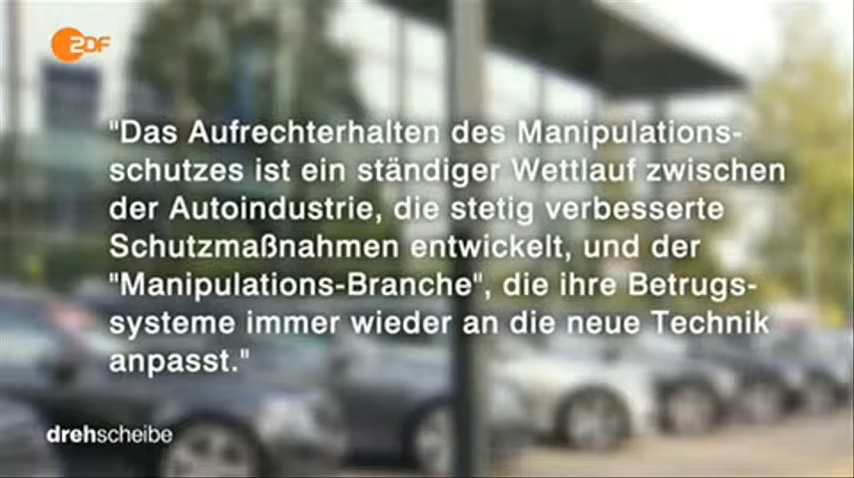 ZDF
"Das Aufrechterhalten des Manipulations-
schutzes ist ein ständiger Wettlauf zwischen
der Autoindustrie, die stetig verbesserte
Schutzmaßnahmen entwickelt, und der
"Manipulations-Branche", die ihre Betrugs-
systeme immer wieder an die neue Technik
anpasst."
drehscheibe